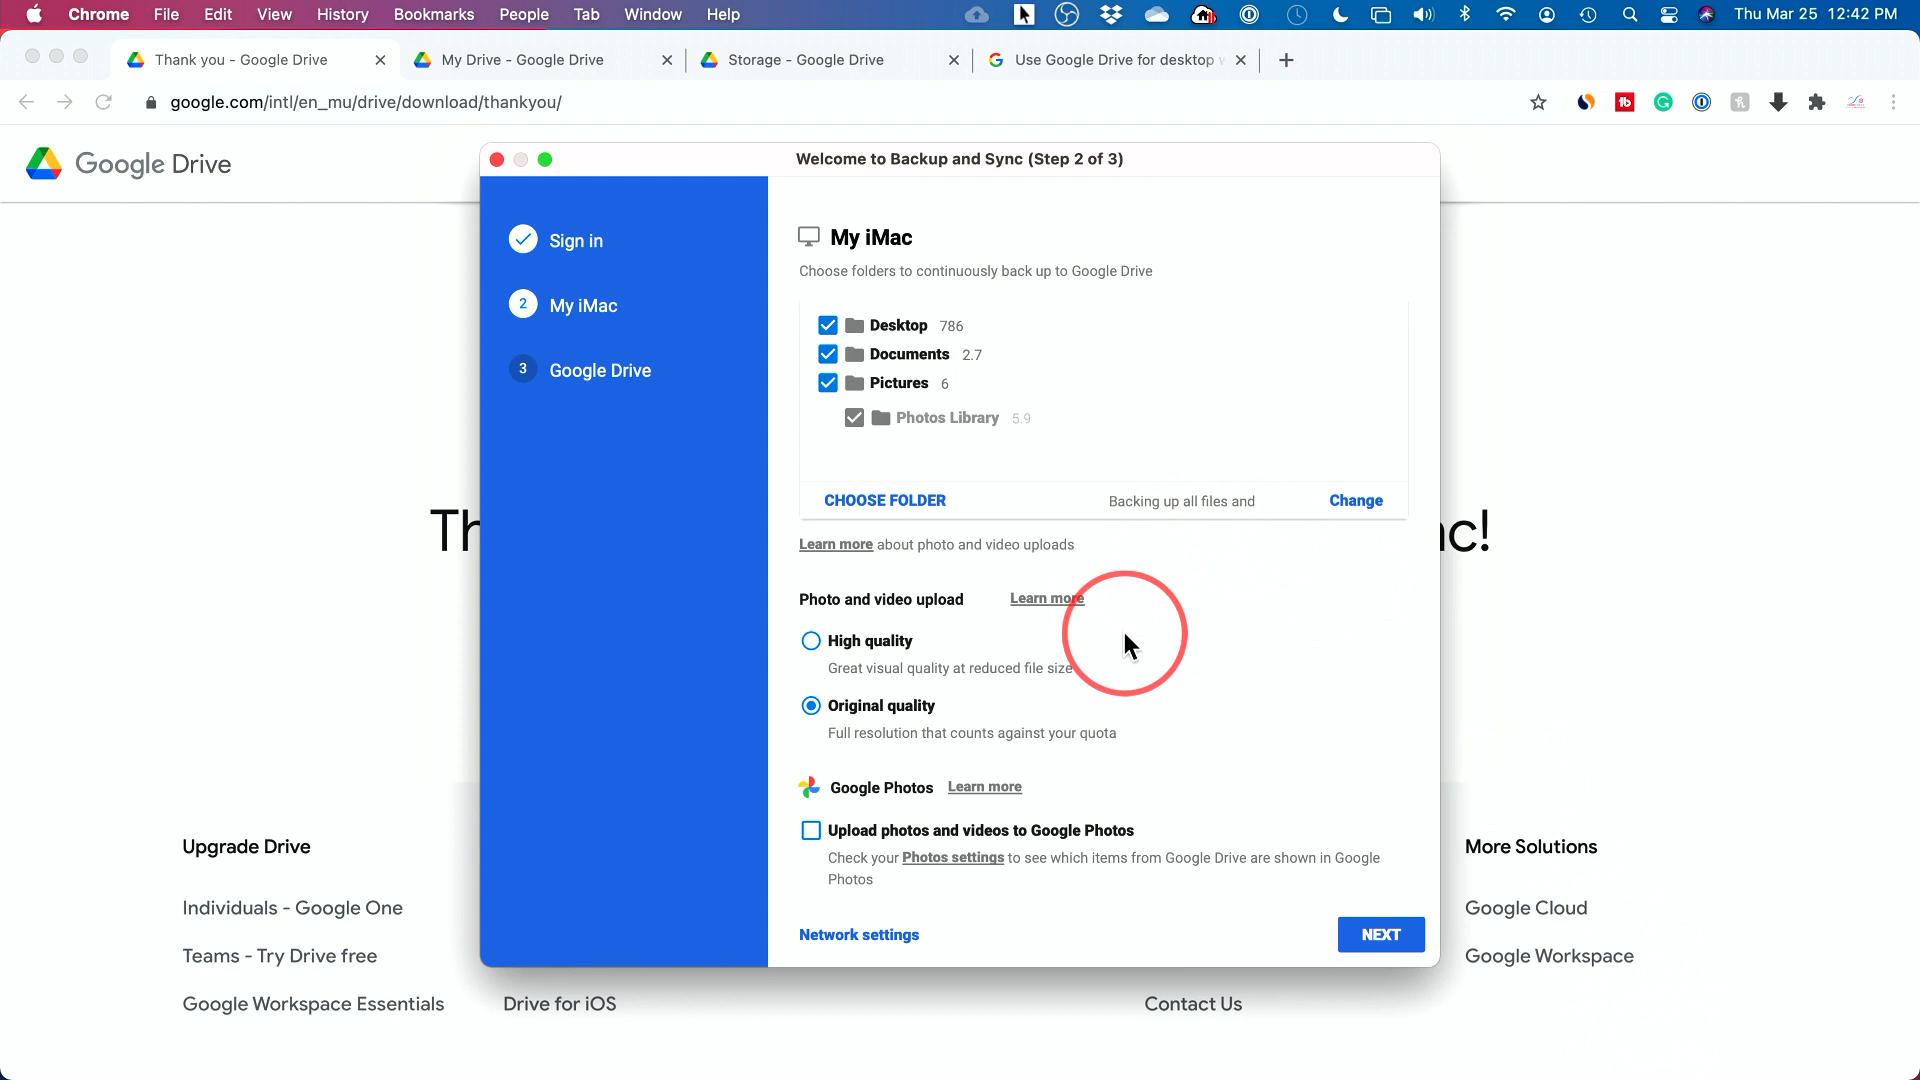 Chrome File Edit View History Bookmarks People Tab Window Help Thu Mar 25 12:42 PM
Thank you - Google Drive My Drive - Google Drive Storage - Google Drive Use Google Drive for desktop
google.com/intl/en_mu/drive/download/thankyou/
Google Drive
Welcome to Backup and Sync (Step 2 of 3)
Sign in
2 My iMac
3 Google Drive
My iMac
Choose folders to continuously back up to Google Drive
Desktop 786
Documents 2.7
Pictures 6
Photos Library 5.9
CHOOSE FOLDER Backing up all files and Change
Th nc!
Learn more about photo and video uploads
Photo and video upload Learn more
High quality
Great visual quality at reduced file size
Original quality
Full resolution that counts against your quota
Google Photos Learn more
Upload photos and videos to Google Photos
Check your Photos settings to see which items from Google Drive are shown in Google
Photos
Network settings NEXT
Upgrade Drive
Individuals - Google One
Teams - Try Drive free
Google Workspace Essentials
Drive for iOS
Contact Us
More Solutions
Google Cloud
Google Workspace